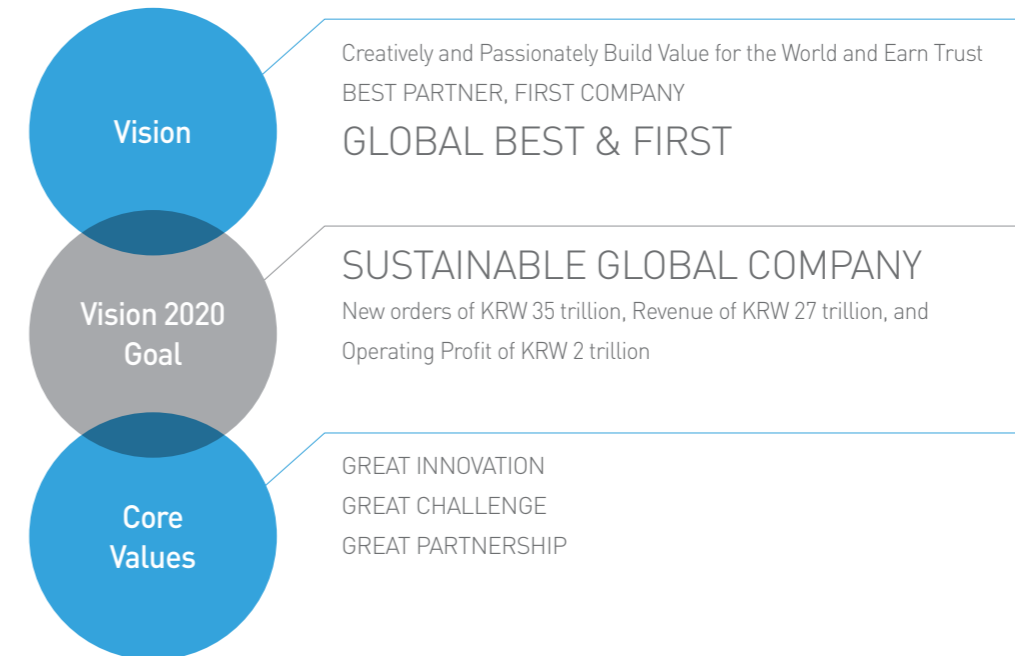 Vision
Creatively and Passionately Build Value for the World and Earn Trust
BEST PARTNER, FIRST COMPANY
GLOBAL BEST & FIRST
Vision 2020
Goal
SUSTAINABLE GLOBAL COMPANY
New orders of KRW 35 trillion, Revenue of KRW 27 trillion, and
Operating Profit of KRW 2 trillion
Core
Values
GREAT INNOVATION
GREAT CHALLENGE
GREAT PARTNERSHIP